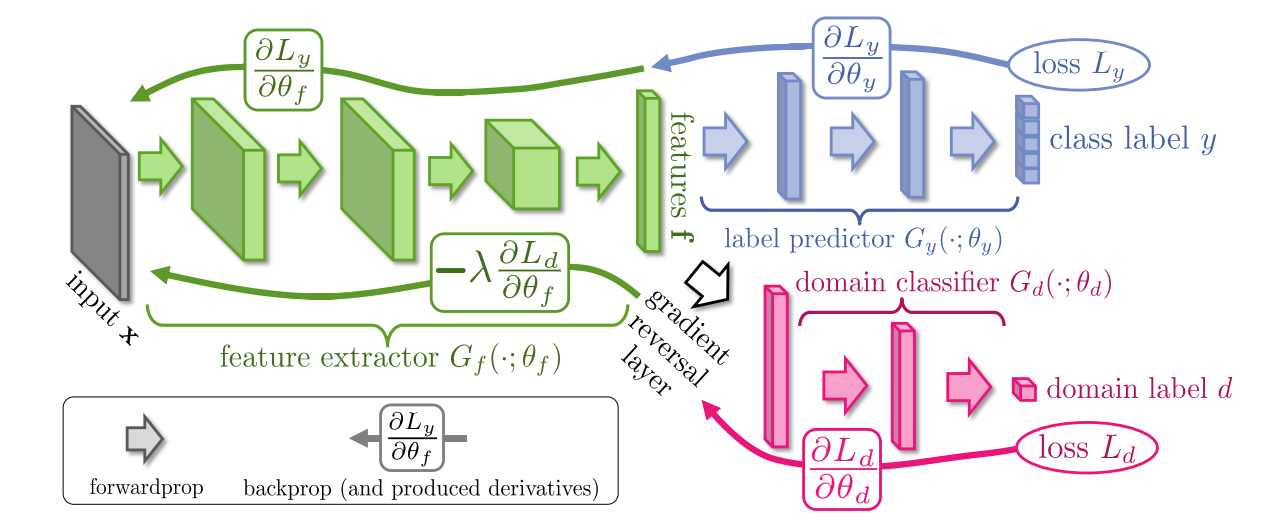 ∂L_y/∂θ_f
∂L_y/∂θ_y
loss L_y
features f
class label y
label predictor G_y(·; θ_y)
−λ ∂L_d/∂θ_f
input x
gradient
reversal
layer
domain classifier G_d(·; θ_d)
feature extractor G_f(·; θ_f)
domain label d
∂L_d/∂θ_d
loss L_d
∂L_y/∂θ_f
forwardprop
backprop (and produced derivatives)